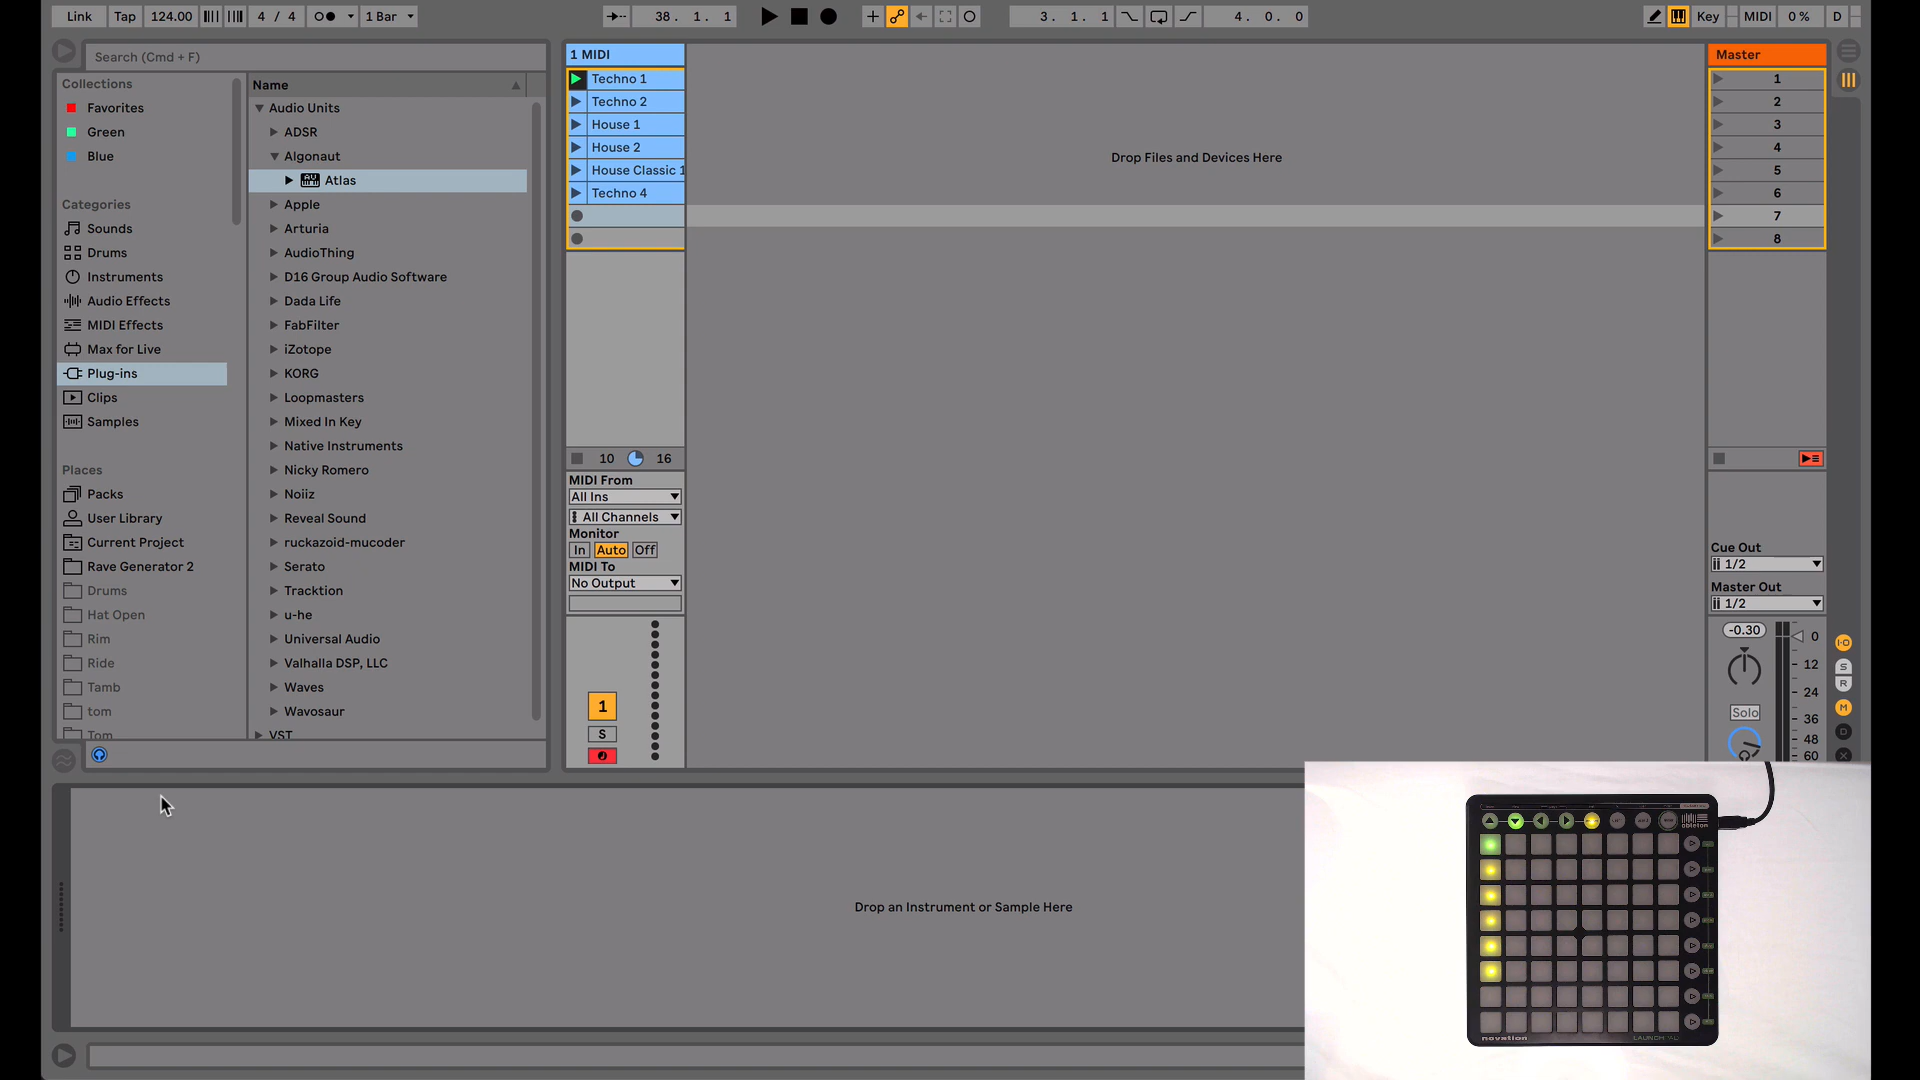 Link Tap 124.00 4 / 4 1 Bar 38. 1. 1 3. 1. 1 4. 0. 0 Key MIDI 0 % D
Search (Cmd + F)
Collections
Favorites
Green
Blue
Categories
Sounds
Drums
Instruments
Audio Effects
MIDI Effects
Max for Live
Plug-ins
Clips
Samples
Places
Packs
User Library
Current Project
Rave Generator 2
Drums
Hat Open
Rim
Ride
Tamb
tom
Tom
Name
Audio Units
ADSR
Algonaut
Atlas
Apple
Arturia
AudioThing
D16 Group Audio Software
Dada Life
FabFilter
iZotope
KORG
Loopmasters
Mixed In Key
Native Instruments
Nicky Romero
Noiiz
Reveal Sound
ruckazoid-mucoder
Serato
Tracktion
u-he
Universal Audio
Valhalla DSP, LLC
Waves
Wavosaur
VST
1 MIDI
Techno 1
Techno 2
House 1
House 2
House Classic 1
Techno 4
10 16
MIDI From
All Ins
All Channels
Monitor
In Auto Off
MIDI To
No Output
1
S
Drop Files and Devices Here
Master
1
2
3
4
5
6
7
8
Cue Out
1/2
Master Out
1/2
-0.30
0
12
24
36
48
60
Solo
I-O
S
R
M
D
X
Drop an Instrument or Sample Here
ableton
novation